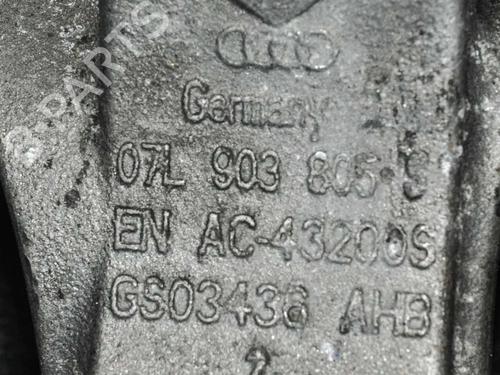 Germany
07L 903 805 S
EN AC-43200S
GS03436 AHB